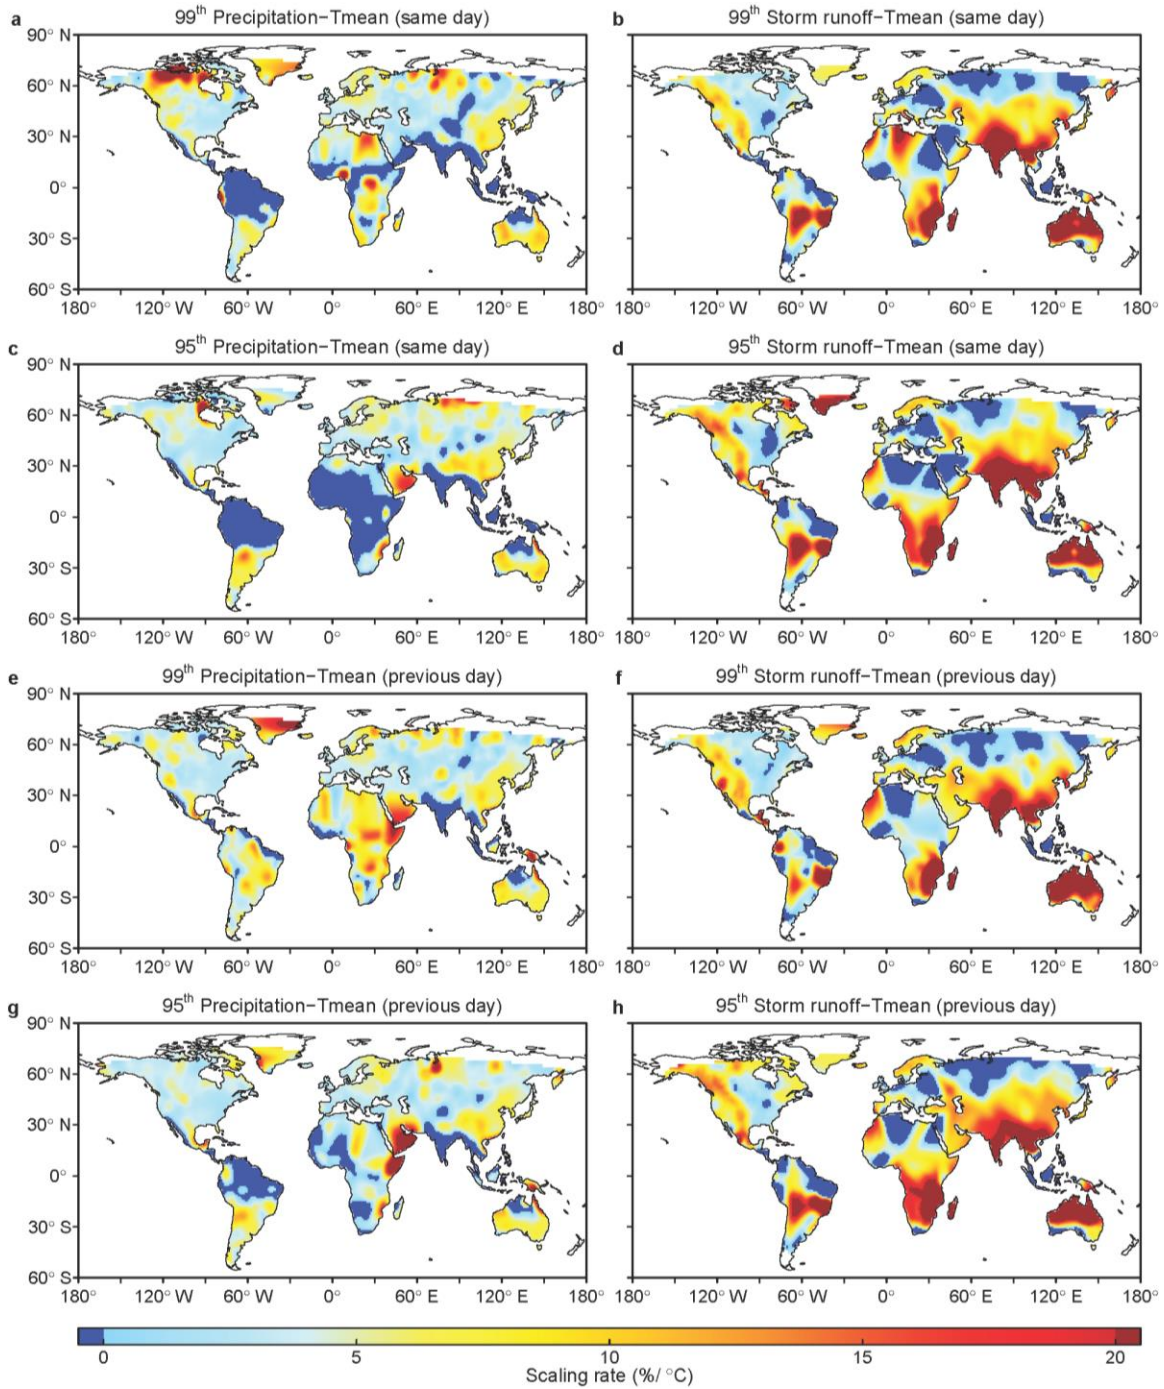 a 99th Precipitation−Tmean (same day)
b 99th Storm runoff−Tmean (same day)
90° N
60° N
30° N
0°
30° S
60° S
180° 120° W 60° W 0° 60° E 120° E 180°
180° 120° W 60° W 0° 60° E 120° E 180°
c 95th Precipitation−Tmean (same day)
d 95th Storm runoff−Tmean (same day)
90° N
60° N
30° N
0°
30° S
60° S
180° 120° W 60° W 0° 60° E 120° E 180°
180° 120° W 60° W 0° 60° E 120° E 180°
e 99th Precipitation−Tmean (previous day)
f 99th Storm runoff−Tmean (previous day)
90° N
60° N
30° N
0°
30° S
60° S
180° 120° W 60° W 0° 60° E 120° E 180°
180° 120° W 60° W 0° 60° E 120° E 180°
g 95th Precipitation−Tmean (previous day)
h 95th Storm runoff−Tmean (previous day)
90° N
60° N
30° N
0°
30° S
60° S
180° 120° W 60° W 0° 60° E 120° E 180°
180° 120° W 60° W 0° 60° E 120° E 180°
0 5 10 15 20
Scaling rate (%/ °C)